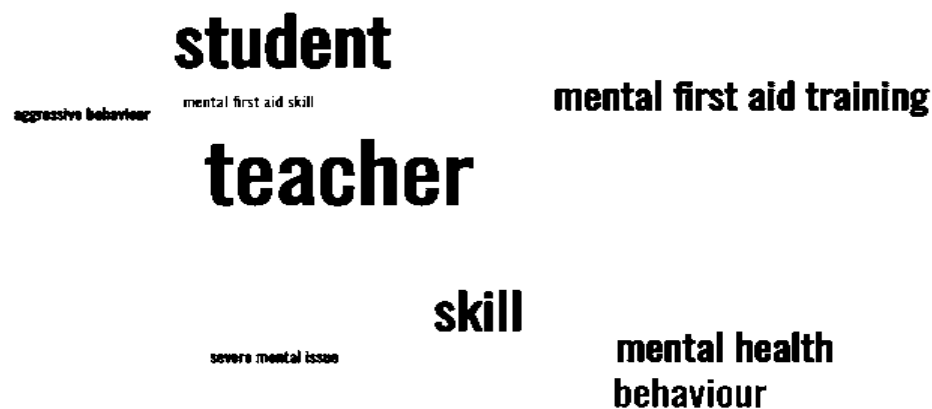 student
mental first aid training
mental first aid skill
aggressive behaviour
teacher
skill
mental health
severe mental issue
behaviour